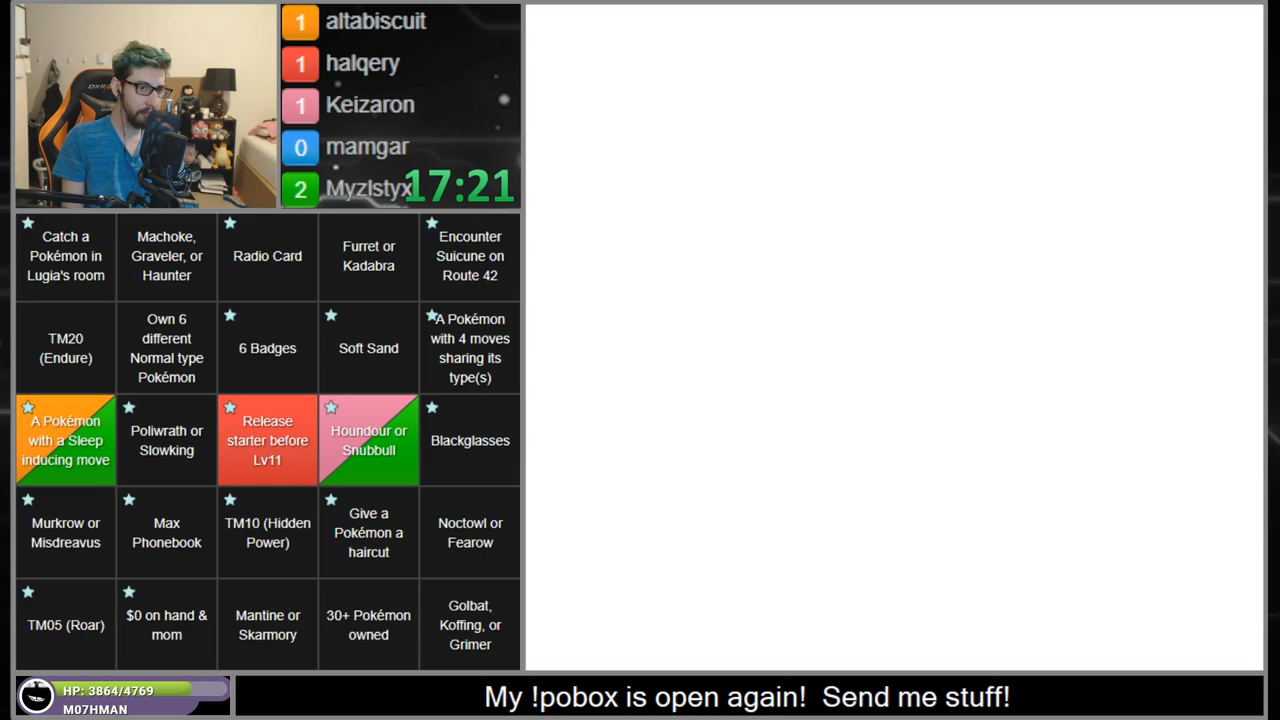 1 altabiscuit
1 halqery
1 Keizaron
0 mamgar
2 Myzlstyx 17:21
Catch a
Pokémon in
Lugia's room
Machoke,
Graveler, or
Haunter
Radio Card
Furret or
Kadabra
Encounter
Suicune on
Route 42
TM20
(Endure)
Own 6
different
Normal type
Pokémon
6 Badges
Soft Sand
A Pokémon
with 4 moves
sharing its
type(s)
A Pokémon
with a Sleep
inducing move
Poliwrath or
Slowking
Release
starter before
Lv11
Houndour or
Snubbull
Blackglasses
Murkrow or
Misdreavus
Max
Phonebook
TM10 (Hidden
Power)
Give a
Pokémon a
haircut
Noctowl or
Fearow
TM05 (Roar)
$0 on hand &
mom
Mantine or
Skarmory
30+ Pokémon
owned
Golbat,
Koffing, or
Grimer
HP: 3864/4769
M07HMAN
My !pobox is open again! Send me stuff!